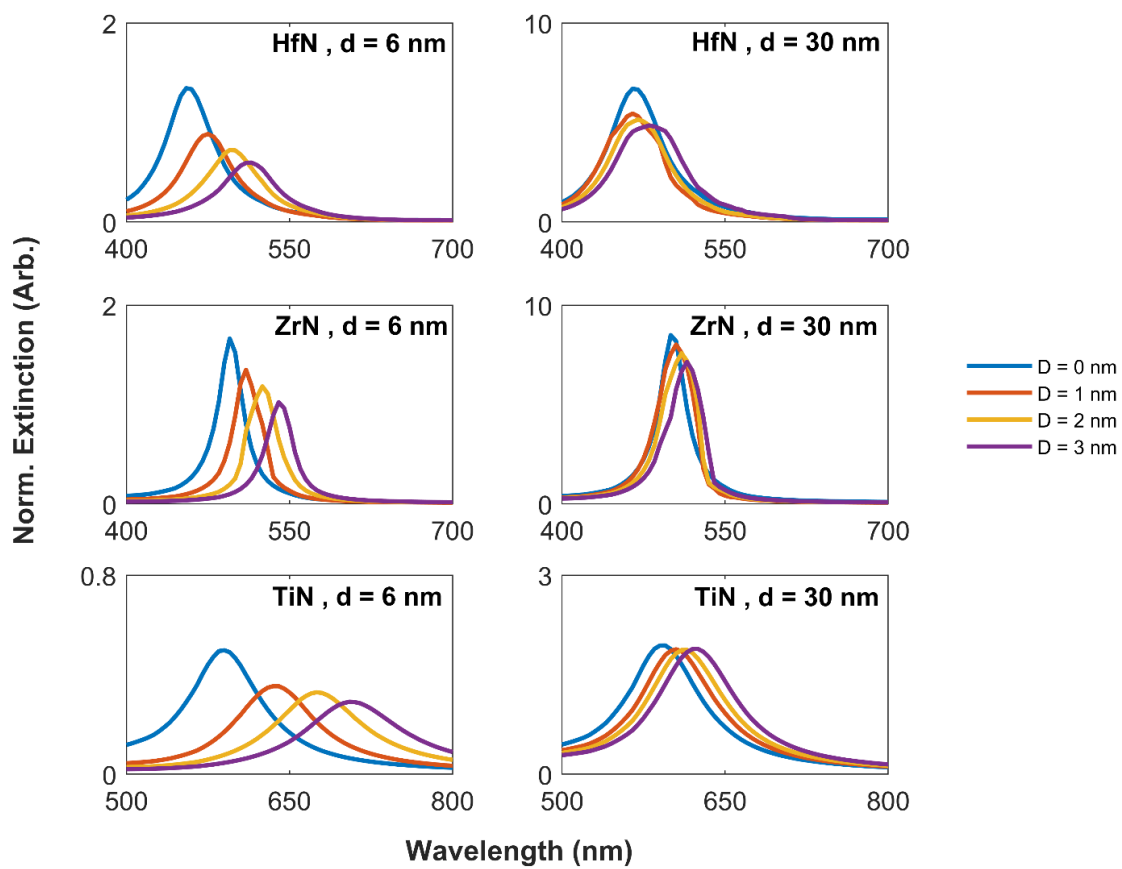 2
HfN , d = 6 nm
0
400
550
700
10
HfN , d = 30 nm
0
400
550
700
2
ZrN , d = 6 nm
0
400
550
700
10
ZrN , d = 30 nm
0
400
550
700
0.8
TiN , d = 6 nm
0
500
650
800
3
TiN , d = 30 nm
0
500
650
800
Norm. Extinction (Arb.)
Wavelength (nm)
D = 0 nm
D = 1 nm
D = 2 nm
D = 3 nm